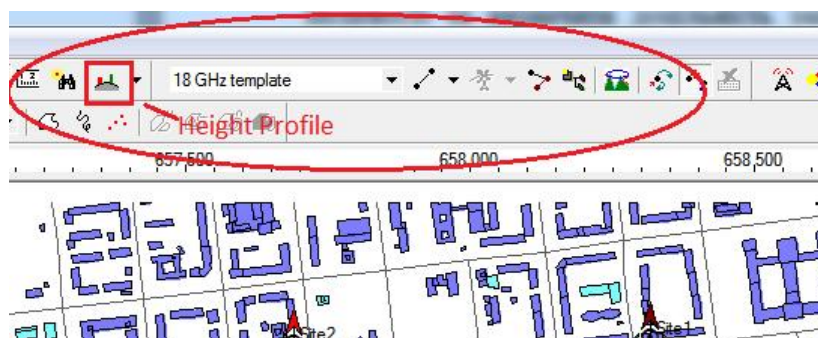 18 GHz template
Height Profile
657,500
658,000
658,500
Site2
Site1